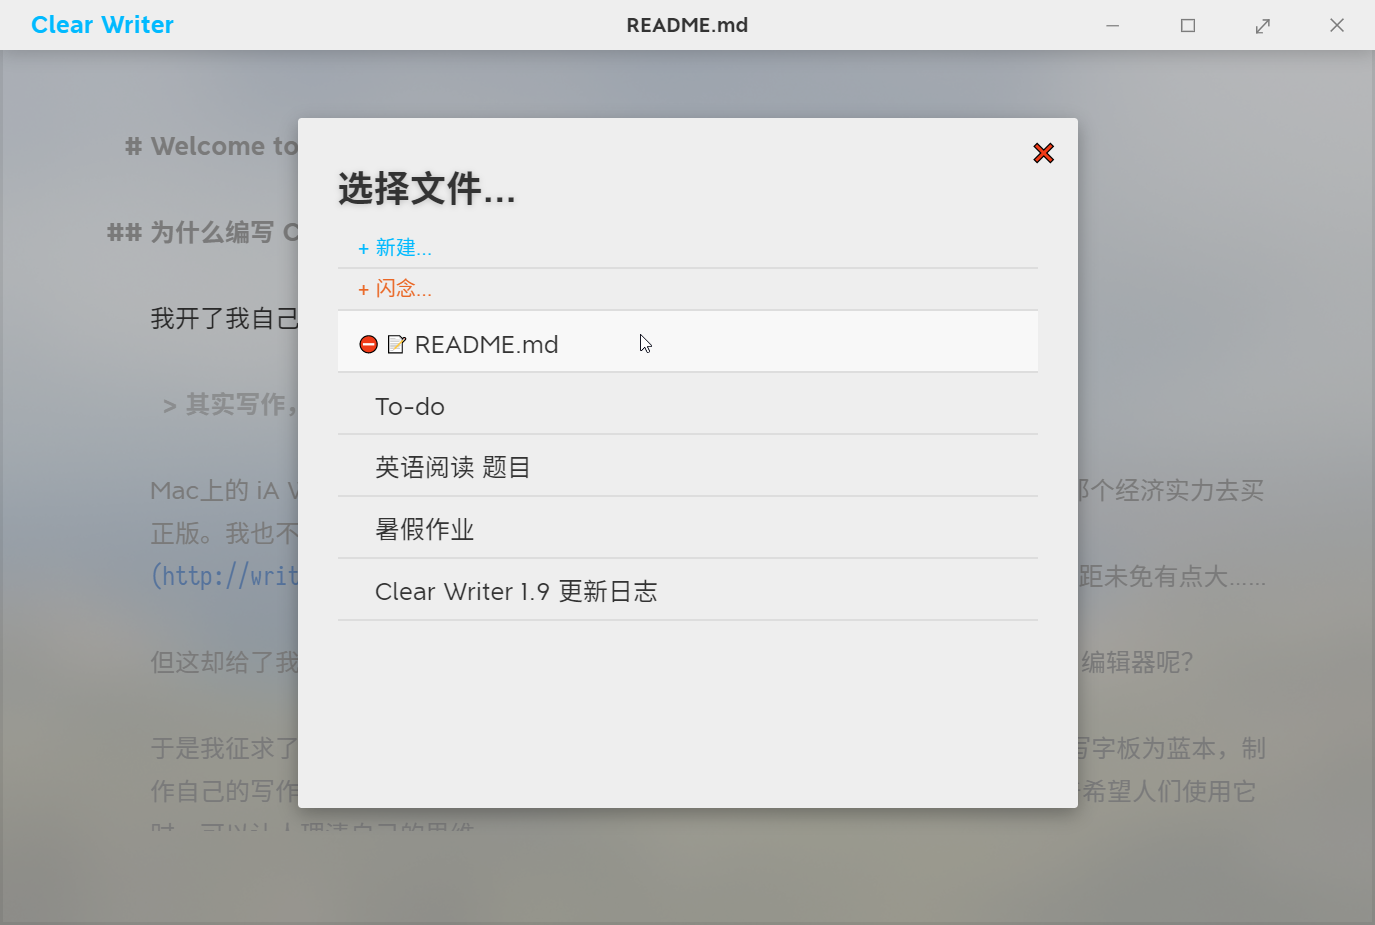 Clear Writer
README.md
# Welcome to
## 为什么编写 C
我开了我自己
> 其实写作，
Mac上的 iA
那个经济实力去买
正版。我也不
(http://writ
距未免有点大……
但这却给了我
编辑器呢？
于是我征求了
写字板为蓝本，制
作自己的写作
希望人们使用它
选择文件...
+ 新建...
+ 闪念...
README.md
To-do
英语阅读 题目
暑假作业
Clear Writer 1.9 更新日志